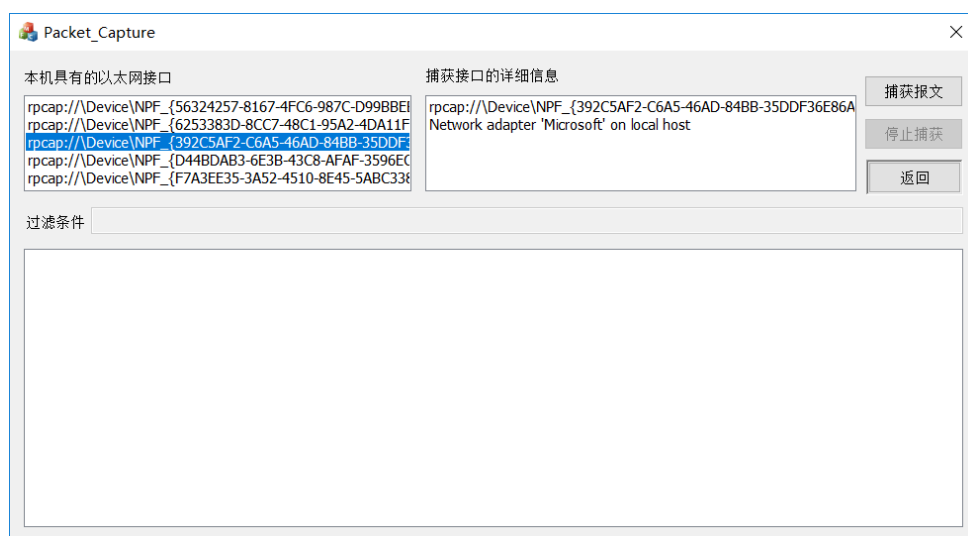 Packet_Capture
本机具有的以太网接口
rpcap://\Device\NPF_{56324257-8167-4FC6-987C-D99BBE
rpcap://\Device\NPF_{6253383D-8CC7-48C1-95A2-4DA11F
rpcap://\Device\NPF_{392C5AF2-C6A5-46AD-84BB-35DDF3
rpcap://\Device\NPF_{D44BDAB3-6E3B-43C8-AFAF-3596EC
rpcap://\Device\NPF_{F7A3EE35-3A52-4510-8E45-5ABC338
捕获接口的详细信息
rpcap://\Device\NPF_{392C5AF2-C6A5-46AD-84BB-35DDF36E86A
Network adapter 'Microsoft' on local host
捕获报文
停止捕获
返回
过滤条件